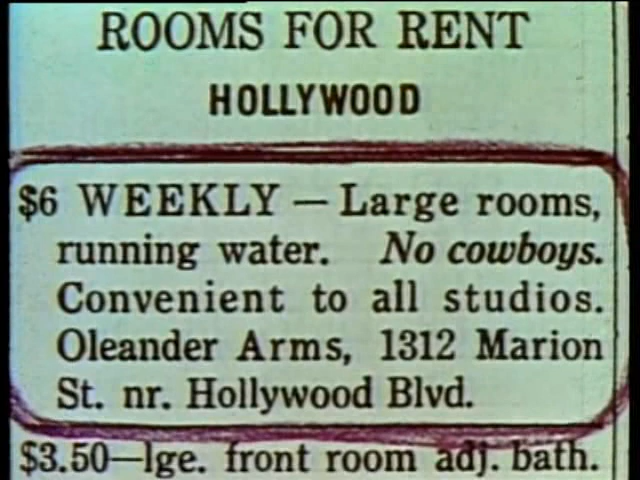 ROOMS FOR RENT
HOLLYWOOD
$6 WEEKLY — Large rooms,
running water. No cowboys.
Convenient to all studios.
Oleander Arms, 1312 Marion
St. nr. Hollywood Blvd.
$3.50—lge. front room adj. bath.